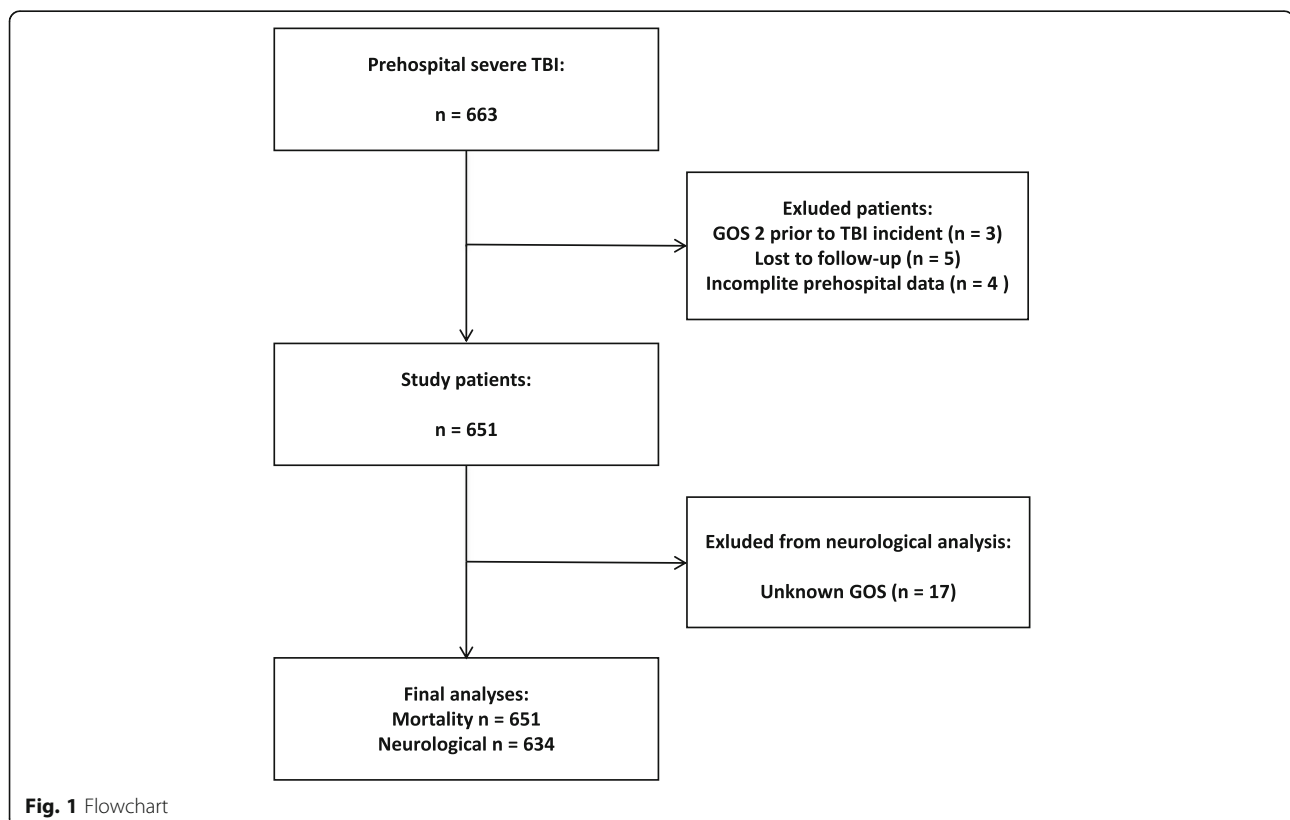 Prehospital severe TBI:
n = 663
Exluded patients:
GOS 2 prior to TBI incident (n = 3)
Lost to follow-up (n = 5)
Incomplite prehospital data (n = 4 )
Study patients:
n = 651
Exluded from neurological analysis:
Unknown GOS (n = 17)
Final analyses:
Mortality n = 651
Neurological n = 634
Fig. 1 Flowchart